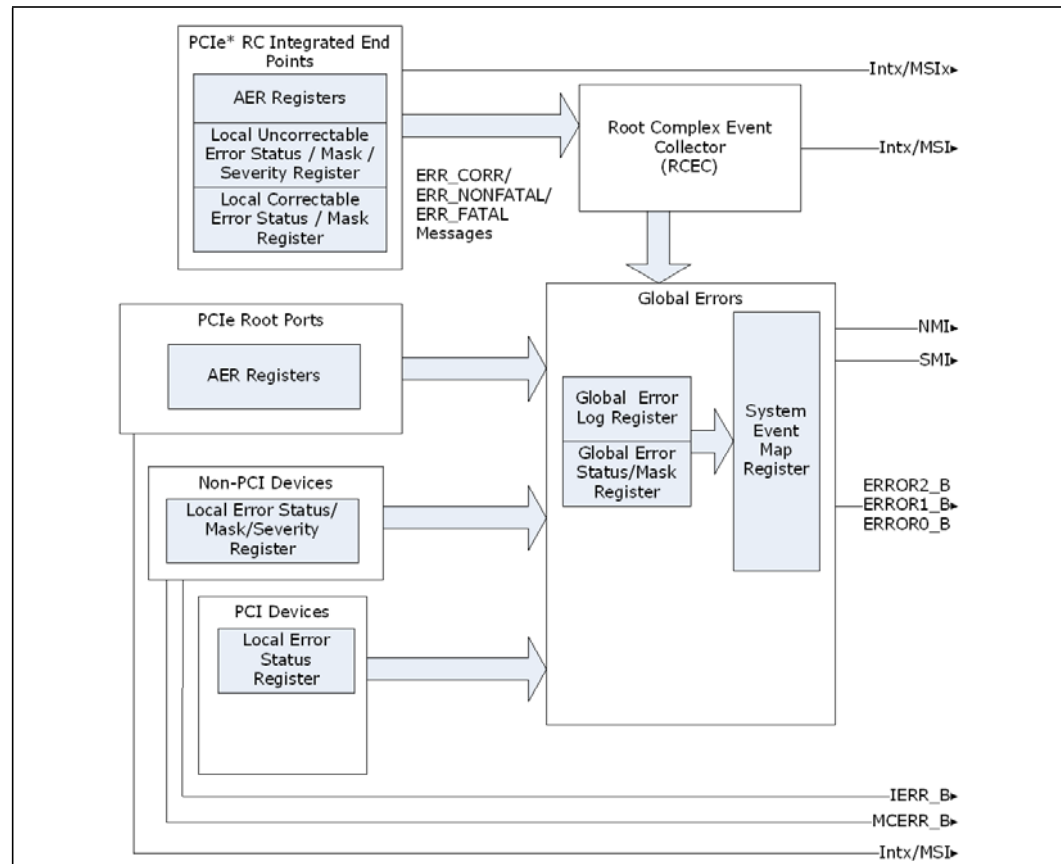 PCIe* RC Integrated End
Points
AER Registers
Local Uncorrectable
Error Status / Mask /
Severity Register
Local Correctable
Error Status / Mask
Register
ERR_CORR/
ERR_NONFATAL/
ERR_FATAL
Messages
Intx/MSIx
Root Complex Event
Collector
(RCEC)
Intx/MSI
PCIe Root Ports
AER Registers
Non-PCI Devices
Local Error Status/
Mask/Severity
Register
PCI Devices
Local Error
Status
Register
Global Errors
Global Error
Log Register
Global Error
Status/Mask
Register
System
Event
Map
Register
NMI
SMI
ERROR2_B
ERROR1_B
ERROR0_B
IERR_B
MCERR_B
Intx/MSI